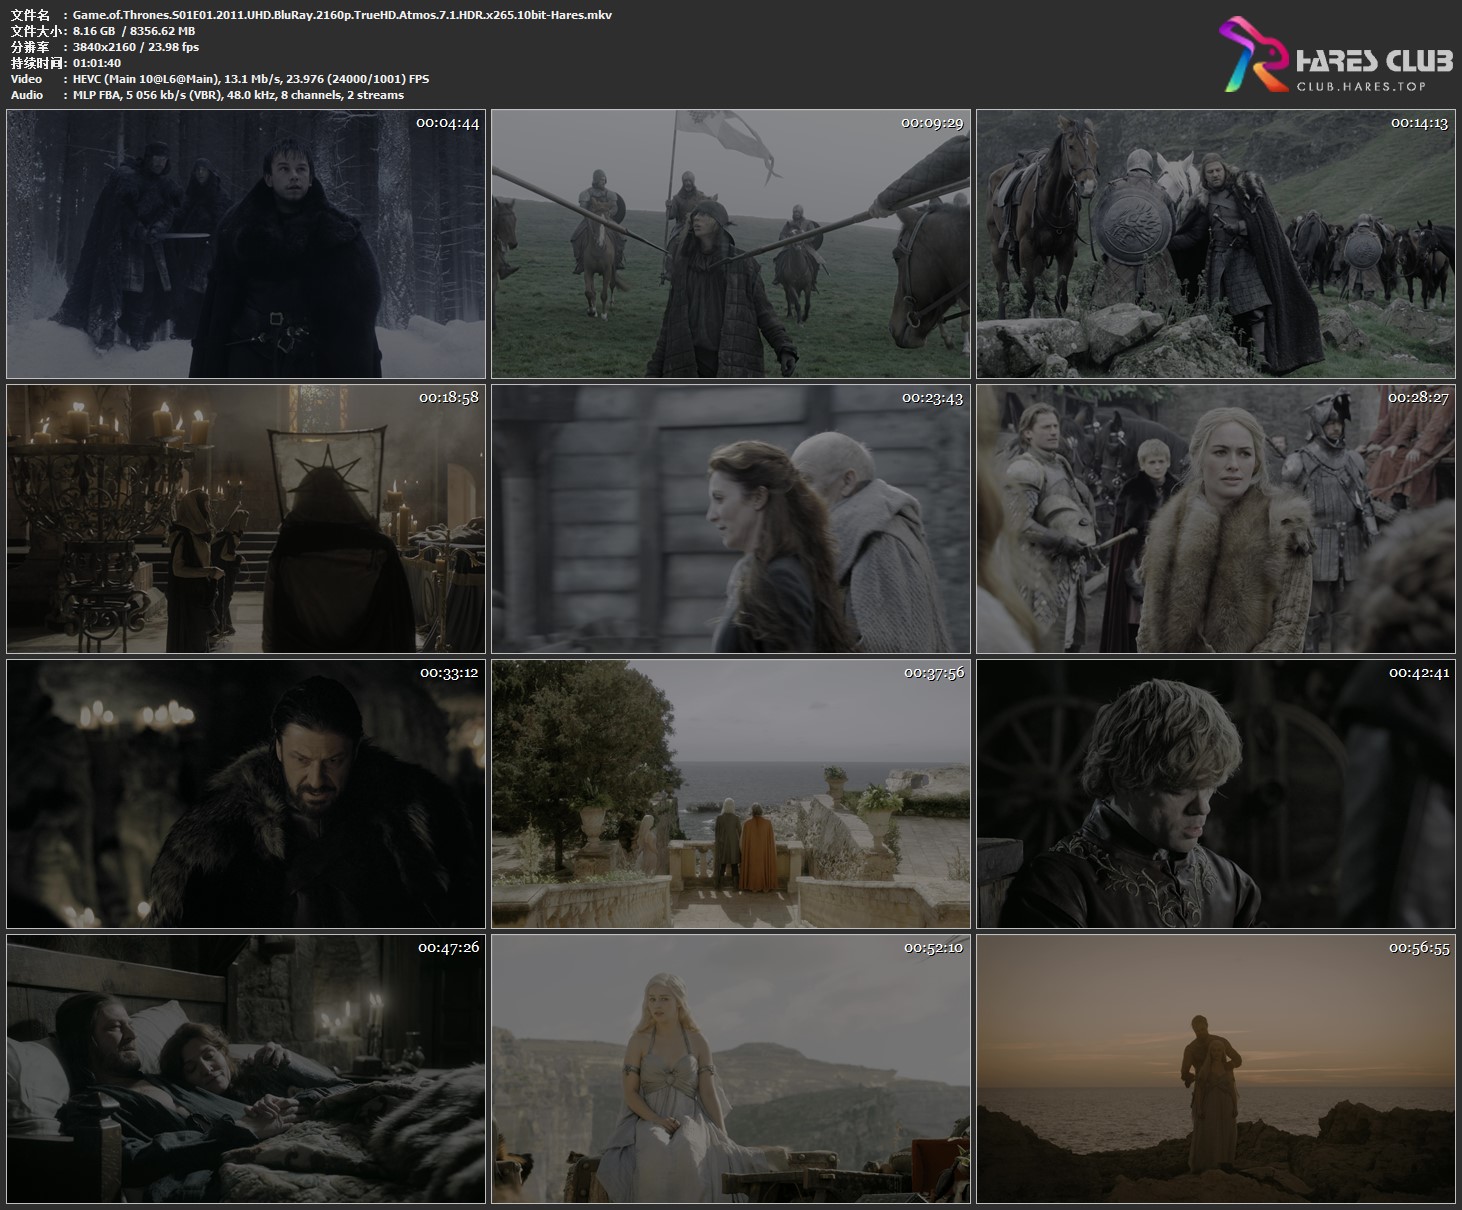 文件名 : Game.of.Thrones.S01E01.2011.UHD.BluRay.2160p.TrueHD.Atmos.7.1.HDR.x265.10bit-Hares.mkv
文件大小: 8.16 GB / 8356.62 MB
分辨率 : 3840x2160 / 23.98 fps
持续时间: 01:01:40
Video : HEVC (Main 10@L6@Main), 13.1 Mb/s, 23.976 (24000/1001) FPS
Audio : MLP FBA, 5 056 kb/s (VBR), 48.0 kHz, 8 channels, 2 streams
HARES CLUB
CLUB.HARES.TOP
00:04:44
00:09:29
00:14:13
00:18:58
00:23:43
00:28:27
00:33:12
00:37:56
00:42:41
00:47:26
00:52:10
00:56:55